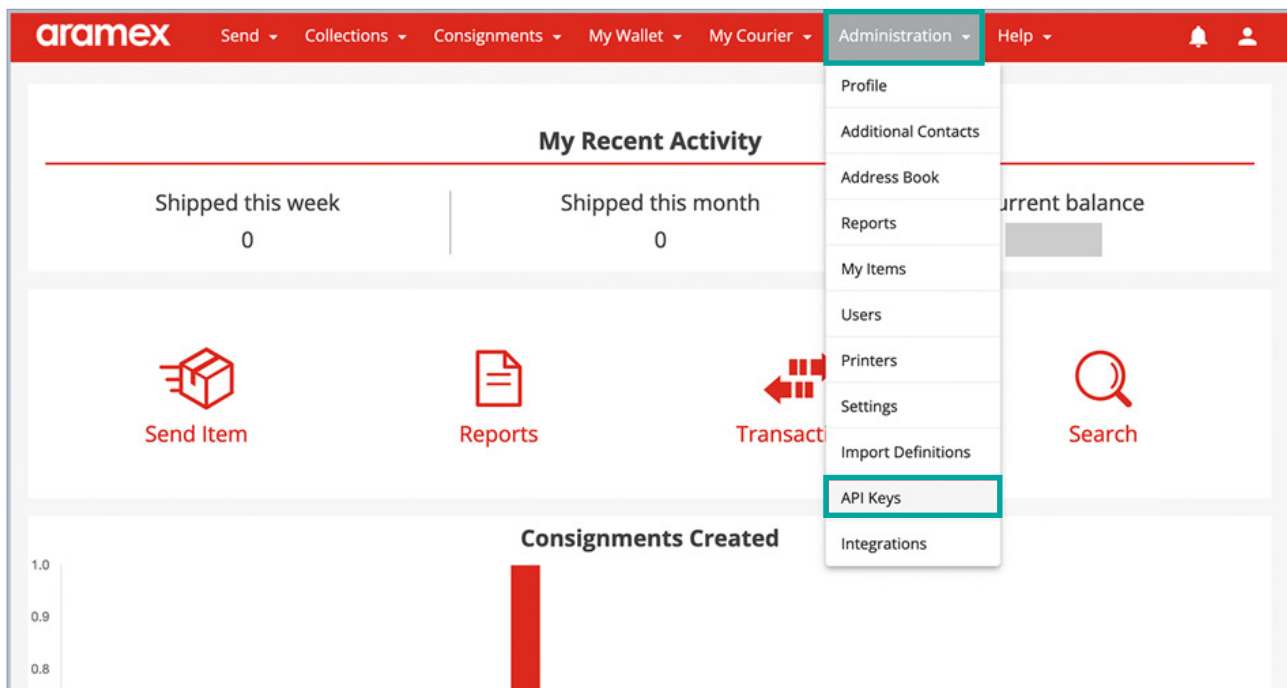 aramex
Send Collections Consignments My Wallet My Courier Administration Help
Profile
Additional Contacts
Address Book
Reports
My Items
Users
Printers
Settings
Import Definitions
API Keys
Integrations
My Recent Activity
Shipped this week
0
Shipped this month
0
urrent balance
Send Item
Reports
Transacti
Search
Consignments Created
1.0
0.9
0.8